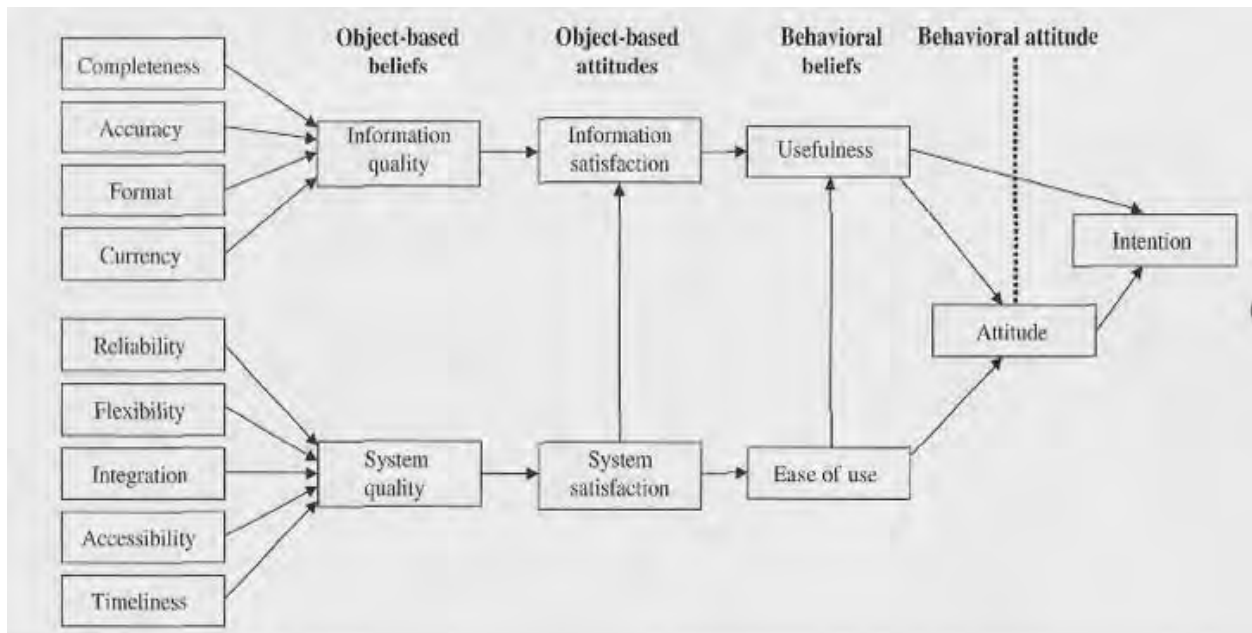 Object-based
beliefs
Object-based
attitudes
Behavioral
beliefs
Behavioral attitude
Completeness
Accuracy
Format
Currency
Information
quality
Information
satisfaction
Usefulness
Intention
Attitude
Reliability
Flexibility
Integration
Accessibility
Timeliness
System
quality
System
satisfaction
Ease of use